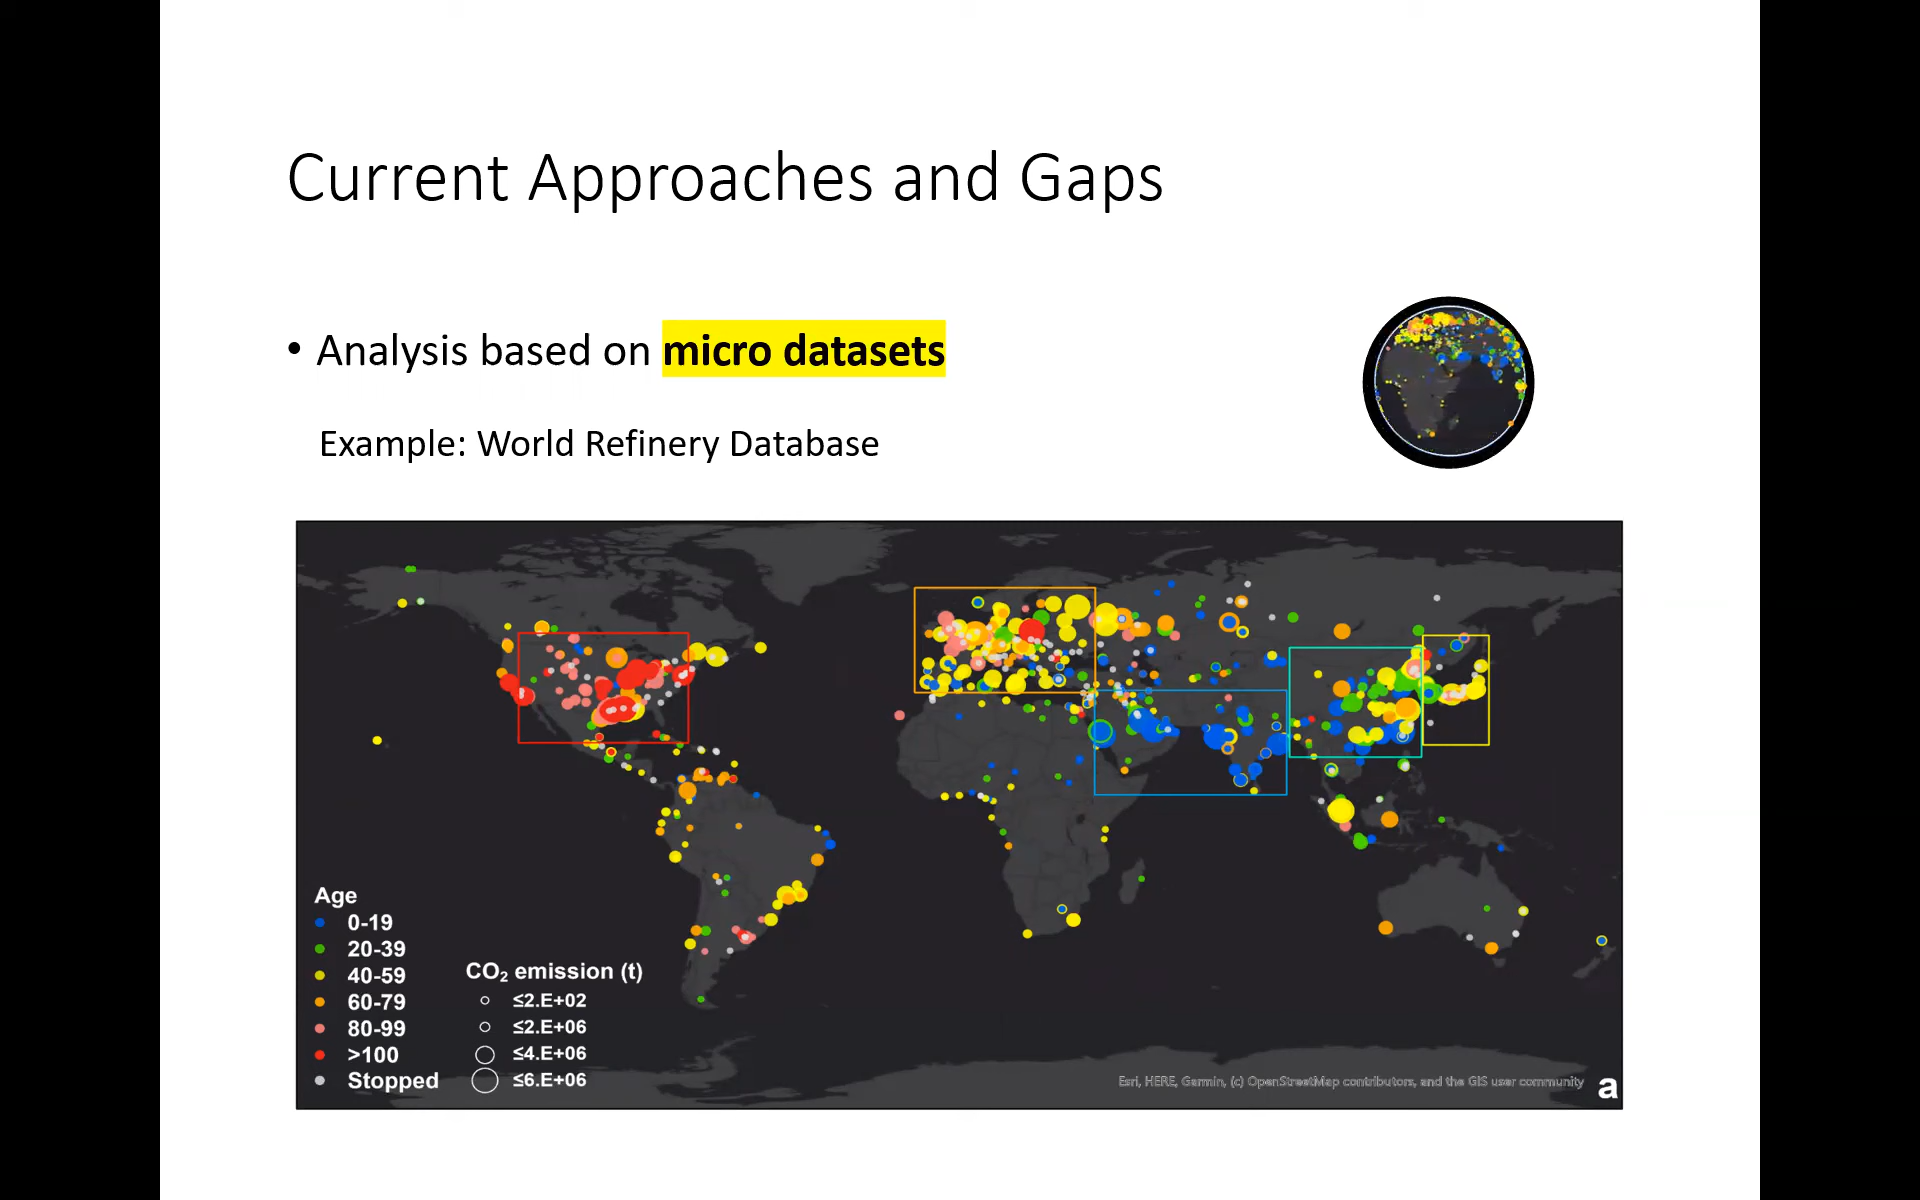 Current Approaches and Gaps
• Analysis based on micro datasets
Example: World Refinery Database
Age
0-19
20-39
40-59
60-79
80-99
>100
Stopped
CO₂ emission (t)
≤2.E+02
≤2.E+06
≤4.E+06
≤6.E+06
Esri, HERE, Garmin, (c) OpenStreetMap contributors, and the GIS user community
a